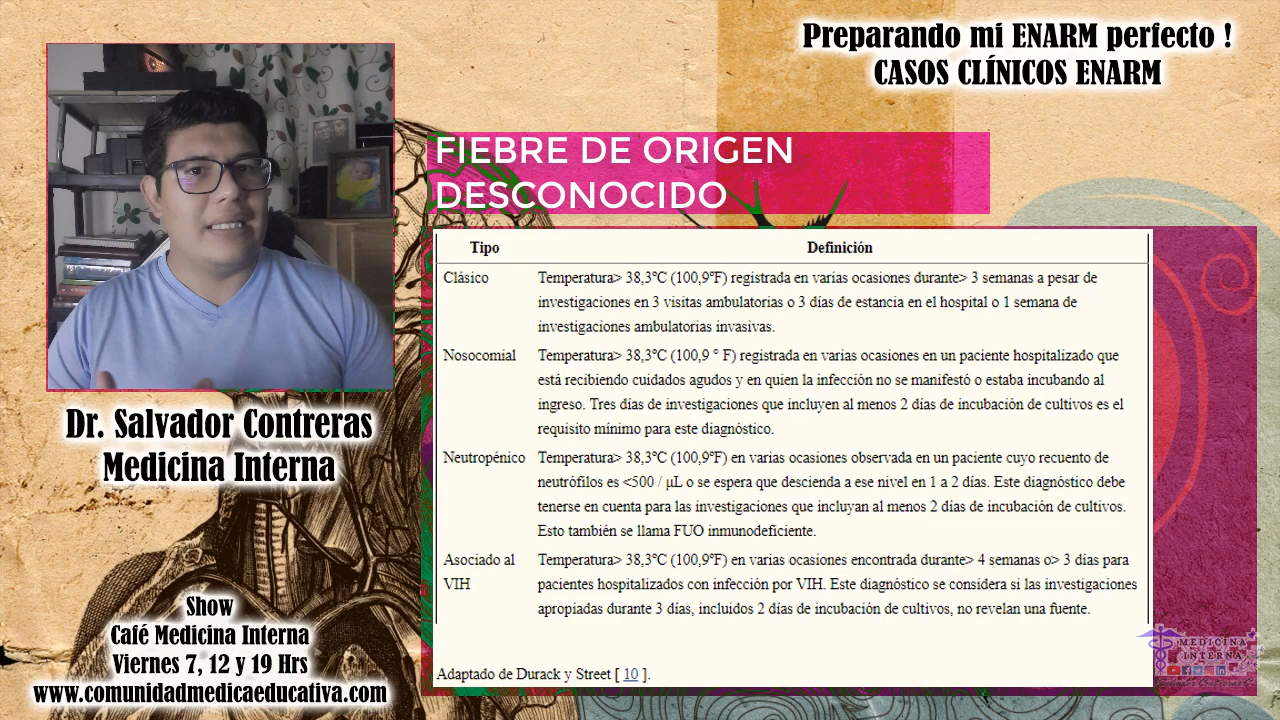 Preparando mi ENARM perfecto !
CASOS CLÍNICOS ENARM
FIEBRE DE ORIGEN
DESCONOCIDO
Tipo Definición
Clásico Temperatura> 38,3°C (100,9°F) registrada en varias ocasiones durante> 3 semanas a pesar de
investigaciones en 3 visitas ambulatorias o 3 días de estancia en el hospital o 1 semana de
investigaciones ambulatorias invasivas.
Nosocomial Temperatura> 38,3°C (100,9 ° F) registrada en varias ocasiones en un paciente hospitalizado que
está recibiendo cuidados agudos y en quien la infección no se manifestó o estaba incubando al
ingreso. Tres días de investigaciones que incluyen al menos 2 días de incubación de cultivos es el
requisito mínimo para este diagnóstico.
Neutropénico Temperatura> 38,3°C (100,9°F) en varias ocasiones observada en un paciente cuyo recuento de
neutrófilos es <500 / μL o se espera que descienda a ese nivel en 1 a 2 días. Este diagnóstico debe
tenerse en cuenta para las investigaciones que incluyan al menos 2 días de incubación de cultivos.
Esto también se llama FUO inmunodeficiente.
Asociado al Temperatura> 38,3°C (100,9°F) en varias ocasiones encontrada durante> 4 semanas o> 3 días para
VIH pacientes hospitalizados con infección por VIH. Este diagnóstico se considera si las investigaciones
apropiadas durante 3 días, incluidos 2 días de incubación de cultivos, no revelan una fuente.
Adaptado de Durack y Street [ 10 ].
Dr. Salvador Contreras
Medicina Interna
Show
Café Medicina Interna
Viernes 7, 12 y 19 Hrs
www.comunidadmedicaeducativa.com
MEDICINA
INTERNA